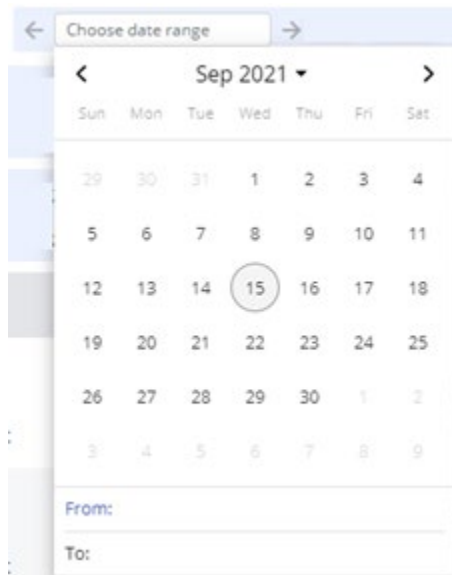 Choose date range
Sep 2021
Sun Mon Tue Wed Thu Fri Sat
29 30 31 1 2 3 4
5 6 7 8 9 10 11
12 13 14 15 16 17 18
19 20 21 22 23 24 25
26 27 28 29 30 1 2
3 4 5 6 7 8 9
From:
To: